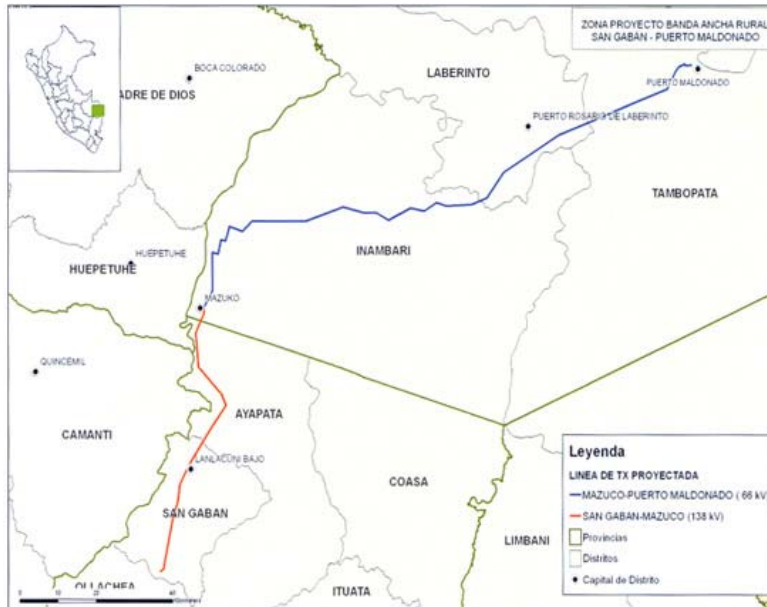 ZONA PROYECTO BANDA ANCHA RURAL
SAN GABÁN - PUERTO MALDONADO
BOCA COLORADO
LABERINTO
PUERTO MALDONADO
ADRE DE DIOS
PUERTO ROSARIO DE LABERINTO
TAMBOPATA
INAMBARI
HUEPETUHE
HUEPETUHE
MAZUKO
QUINCEMIL
AYAPATA
CAMANTI
LANLACUNI BAJO
COASA
SAN GABAN
LIMBANI
OLLACHEA
ITUATA
Leyenda
LINEA DE TX PROYECTADA
MAZUCO-PUERTO MALDONADO ( 66 kV
SAN GABAN-MAZUCO (138 kV)
Provincias
Distritos
Capital de Distrito